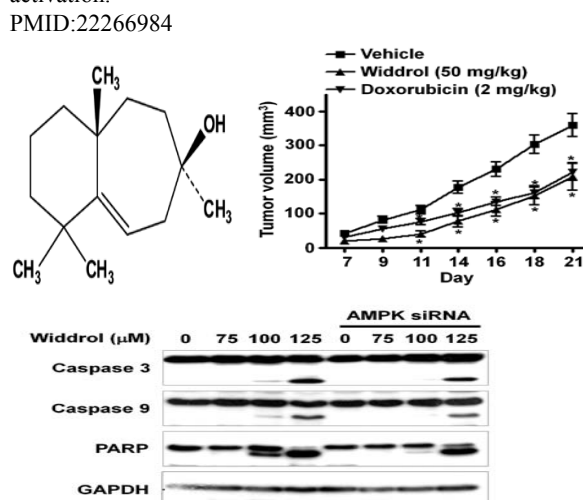 activation.
PMID:22266984
CH3
OH
CH3
CH3
CH3
Vehicle
Widdrol (50 mg/kg)
Doxorubicin (2 mg/kg)
Tumor volume (mm³)
400
300
200
100
0
7 9 11 14 16 18 21
Day
* * * * *
* * * * *
AMPK siRNA
Widdrol (μM) 0 75 100 125 0 75 100 125
Caspase 3
Caspase 9
PARP
GAPDH